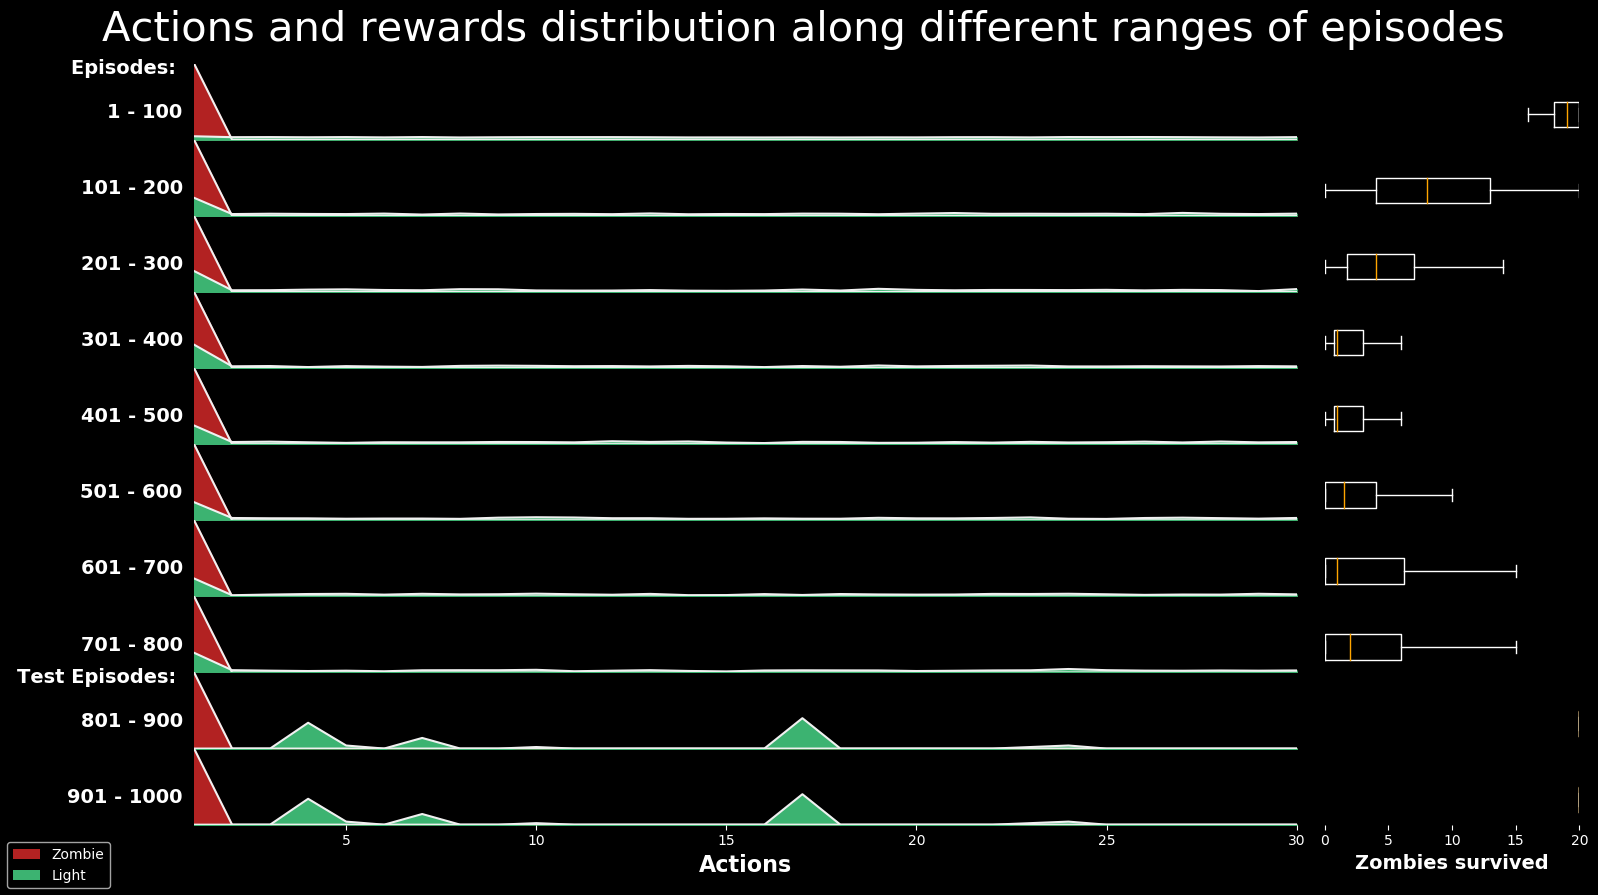 Actions and rewards distribution along different ranges of episodes
Episodes:
1 - 100
101 - 200
201 - 300
301 - 400
401 - 500
501 - 600
601 - 700
701 - 800
Test Episodes:
801 - 900
901 - 1000
5 10 15 20 25 30
0 5 10 15 20
Actions
Zombies survived
Zombie
Light